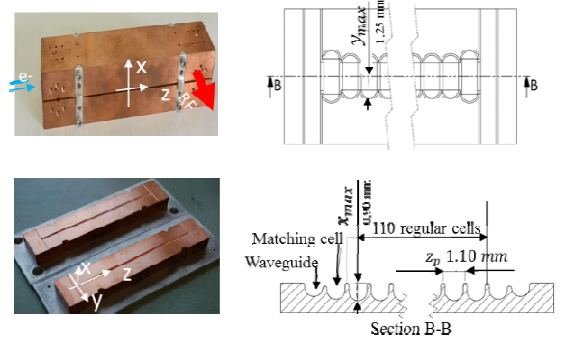 e-
x
z
RF
y_max
1.25 mm
B
B
x
z
y
x_max
0.90 mm
110 regular cells
Matching cell
Waveguide
z_p 1.10 mm
Section B-B